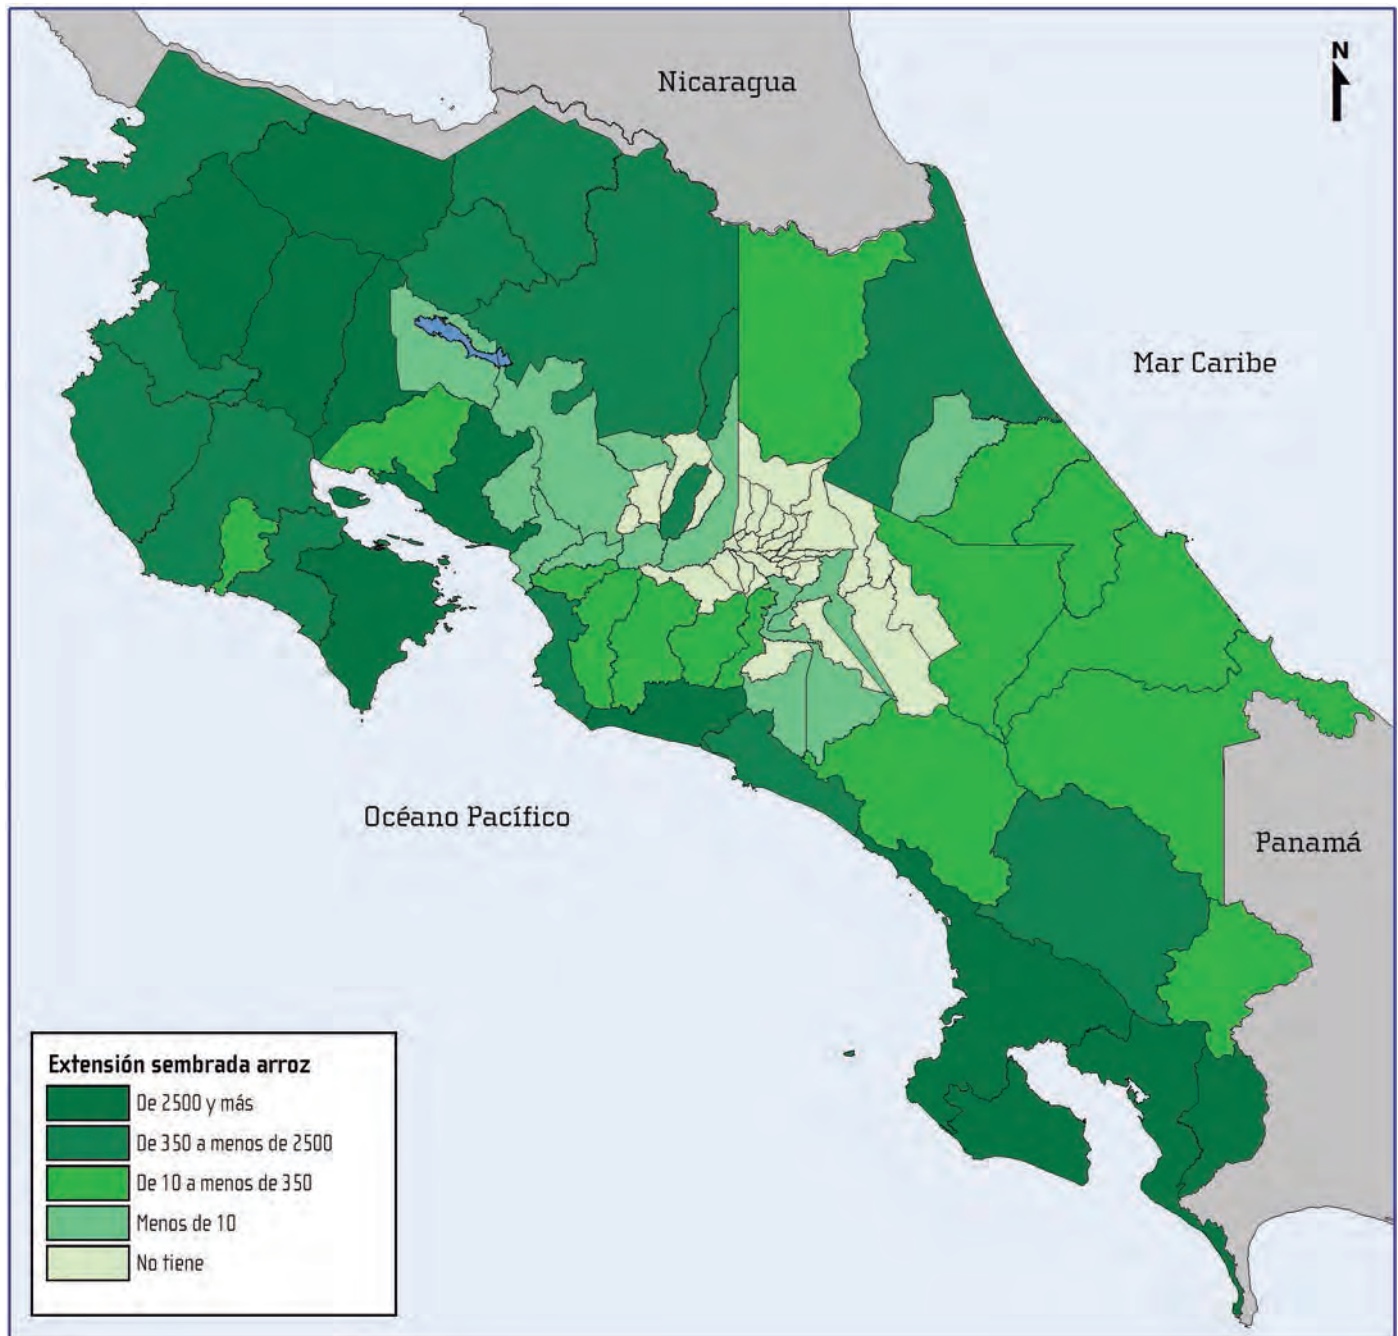 N
Nicaragua
Mar Caribe
Océano Pacífico
Panamá
Extensión sembrada arroz
De 2500 y más
De 350 a menos de 2500
De 10 a menos de 350
Menos de 10
No tiene